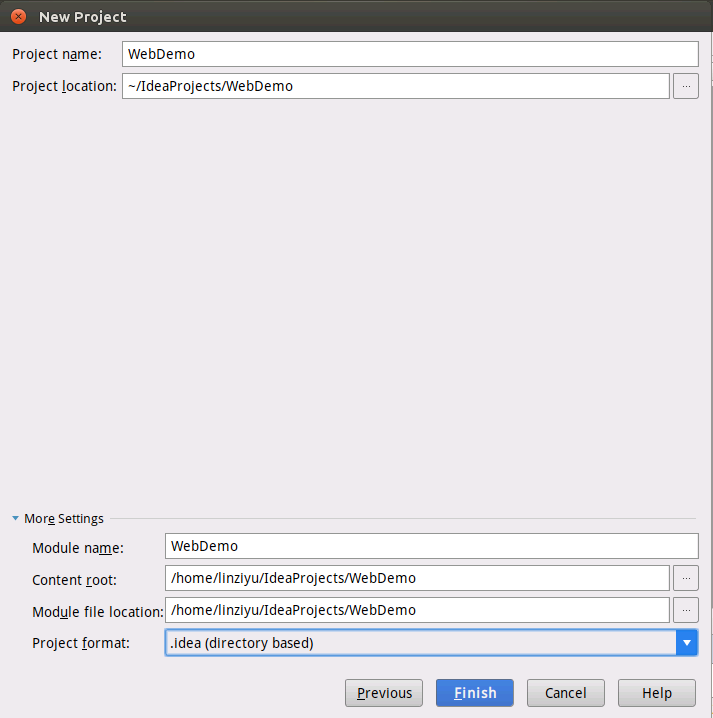 New Project
Project name: WebDemo
Project location: ~/IdeaProjects/WebDemo ...
More Settings
Module name: WebDemo
Content root: /home/linziyu/IdeaProjects/WebDemo ...
Module file location: /home/linziyu/IdeaProjects/WebDemo ...
Project format: .idea (directory based)
Previous Finish Cancel Help